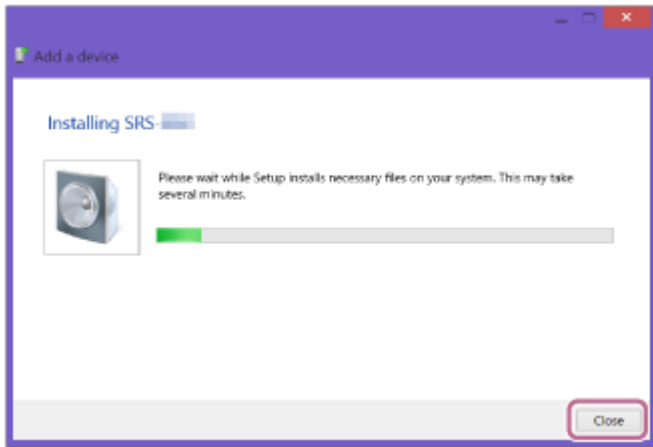 Add a device
Installing SRS-
Please wait while Setup installs necessary files on your system. This may take
several minutes.
Close